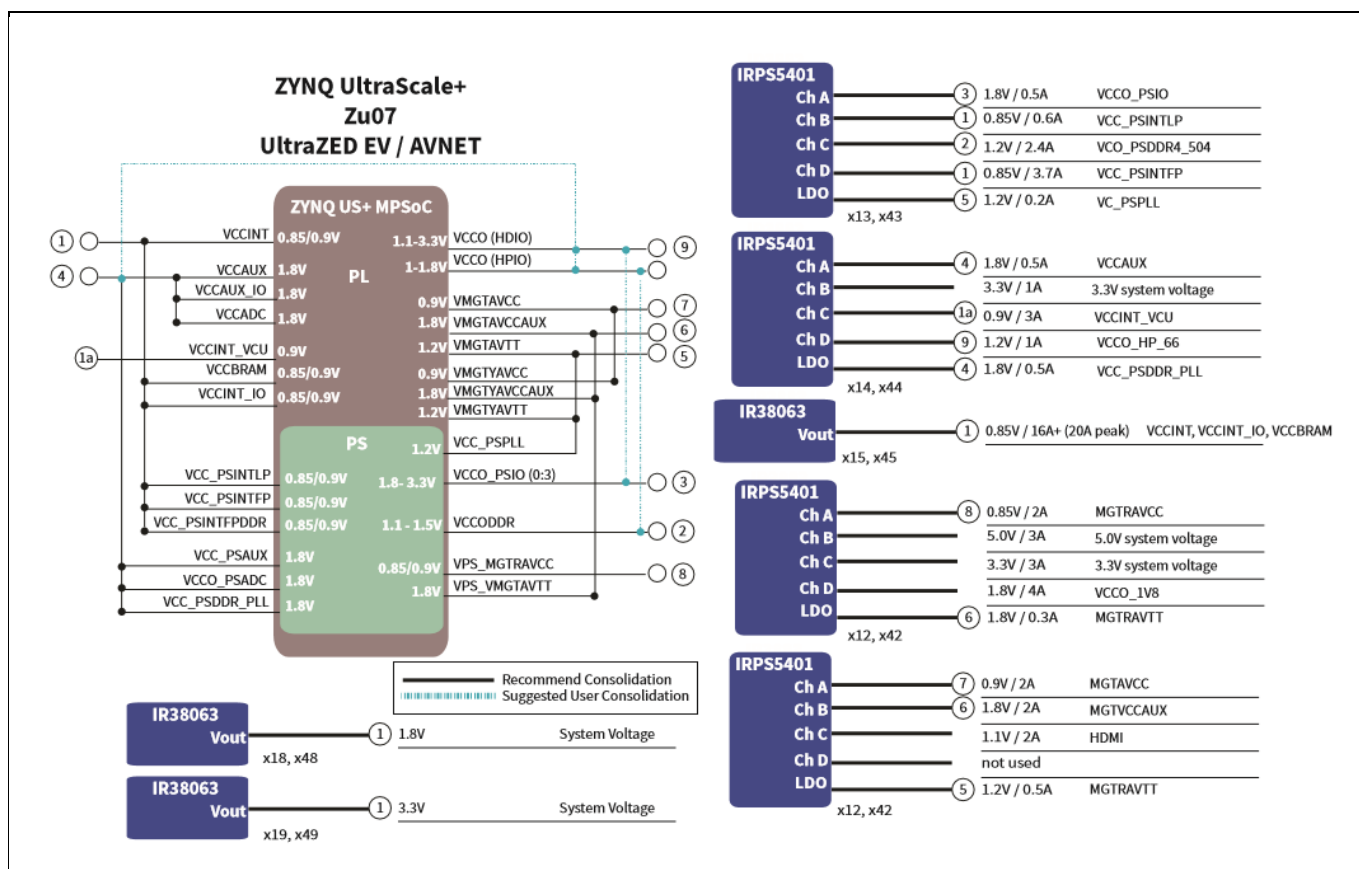 ZYNQ UltraScale+
Zu07
UltraZED EV / AVNET
ZYNQ US+ MPSoC
PL
1 VCCINT 0.85/0.9V
4 VCCAUX 1.8V
VCCAUX_IO 1.8V
VCCADC 1.8V
1a VCCINT_VCU 0.9V
VCCBRAM 0.85/0.9V
VCCINT_IO 0.85/0.9V
1.1-3.3V VCCO (HDIO) 9
1-1.8V VCCO (HPIO)
0.9V VMGTAVCC 7
1.8V VMGTAVCCAUX 6
1.2V VMGTAVTT 5
0.9V VMGTYAVCC
1.8V VMGTYAVCCAUX
1.2V VMGTYAVTT
PS
VCC_PSINTLP 0.85/0.9V
VCC_PSINTFP 0.85/0.9V
VCC_PSINTFPDDR 0.85/0.9V
VCC_PSAUX 1.8V
VCCO_PSADC 1.8V
VCC_PSDDR_PLL 1.8V
1.2V VCC_PSPLL
1.8- 3.3V VCCO_PSIO (0:3) 3
1.1 - 1.5V VCCODDR 2
0.85/0.9V VPS_MGTRAVCC 8
1.8V VPS_VMGTAVTT
Recommend Consolidation
Suggested User Consolidation
IR38063
Vout 1 1.8V System Voltage
x18, x48
IR38063
Vout 1 3.3V System Voltage
x19, x49
IRPS5401
Ch A 3 1.8V / 0.5A VCCO_PSIO
Ch B 1 0.85V / 0.6A VCC_PSINTLP
Ch C 2 1.2V / 2.4A VCO_PSDDR4_504
Ch D 1 0.85V / 3.7A VCC_PSINTFP
LDO 5 1.2V / 0.2A VC_PSPLL
x13, x43
IRPS5401
Ch A 4 1.8V / 0.5A VCCAUX
Ch B 3.3V / 1A 3.3V system voltage
Ch C 1a 0.9V / 3A VCCINT_VCU
Ch D 9 1.2V / 1A VCCO_HP_66
LDO 4 1.8V / 0.5A VCC_PSDDR_PLL
x14, x44
IR38063
Vout 1 0.85V / 16A+ (20A peak) VCCINT, VCCINT_IO, VCCBRAM
x15, x45
IRPS5401
Ch A 8 0.85V / 2A MGTRAVCC
Ch B 5.0V / 3A 5.0V system voltage
Ch C 3.3V / 3A 3.3V system voltage
Ch D 1.8V / 4A VCCO_1V8
LDO 6 1.8V / 0.3A MGTRAVTT
x12, x42
IRPS5401
Ch A 7 0.9V / 2A MGTAVCC
Ch B 6 1.8V / 2A MGTVCCAUX
Ch C 1.1V / 2A HDMI
Ch D not used
LDO 5 1.2V / 0.5A MGTRAVTT
x12, x42